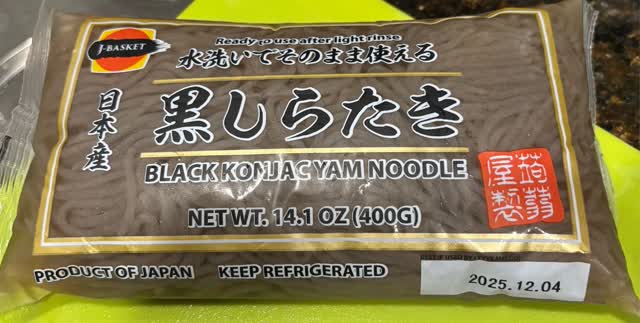 J-BASKET
Ready-to-use after light rinse
水洗いでそのまま使える
日本産
黒しらたき
BLACK KONJAC YAM NOODLE
蒟蒻
屋製
NET WT. 14.1 OZ (400G)
PRODUCT OF JAPAN KEEP REFRIGERATED
2025.12.04